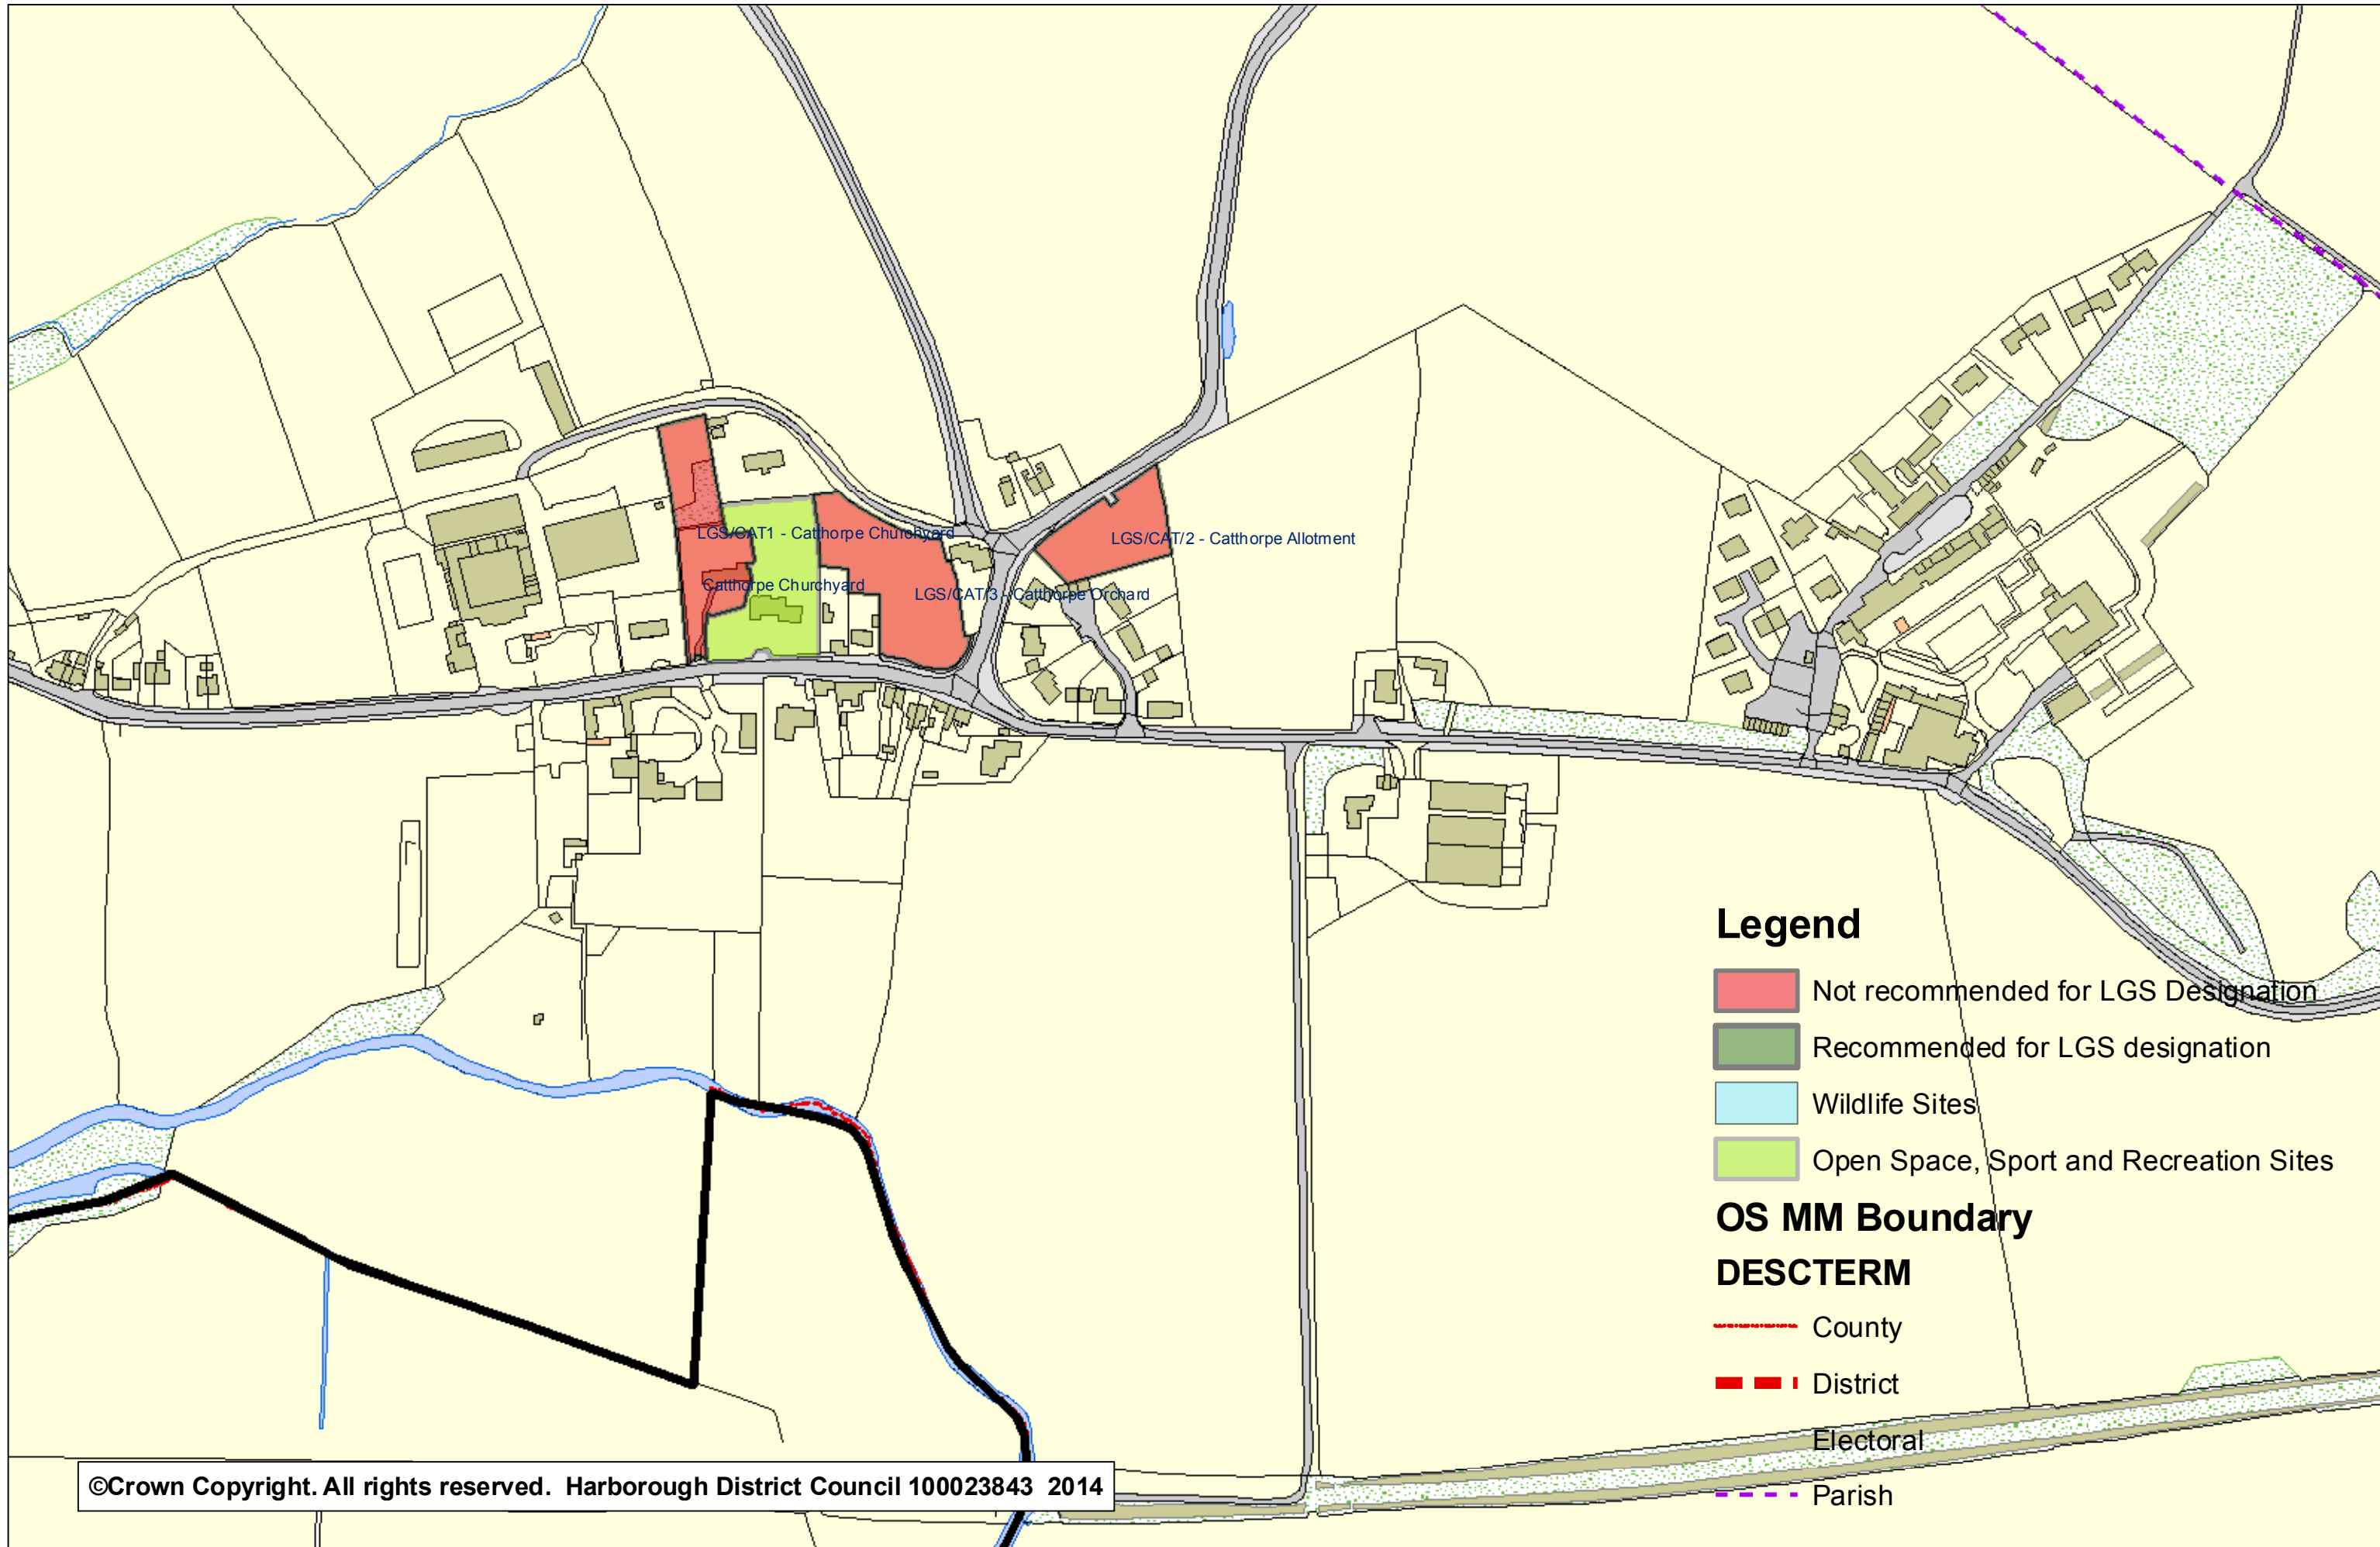 LGS/CAT1 - Catthorpe Churchyard
LGS/CAT/2 - Catthorpe Allotment
Catthorpe Churchyard
LGS/CAT/3 - Catthorpe Orchard
Legend
Not recommended for LGS Designation
Recommended for LGS designation
Wildlife Sites
Open Space, Sport and Recreation Sites
OS MM Boundary
DESCTERM
County
District
Electoral
Parish
©Crown Copyright. All rights reserved. Harborough District Council 100023843 2014